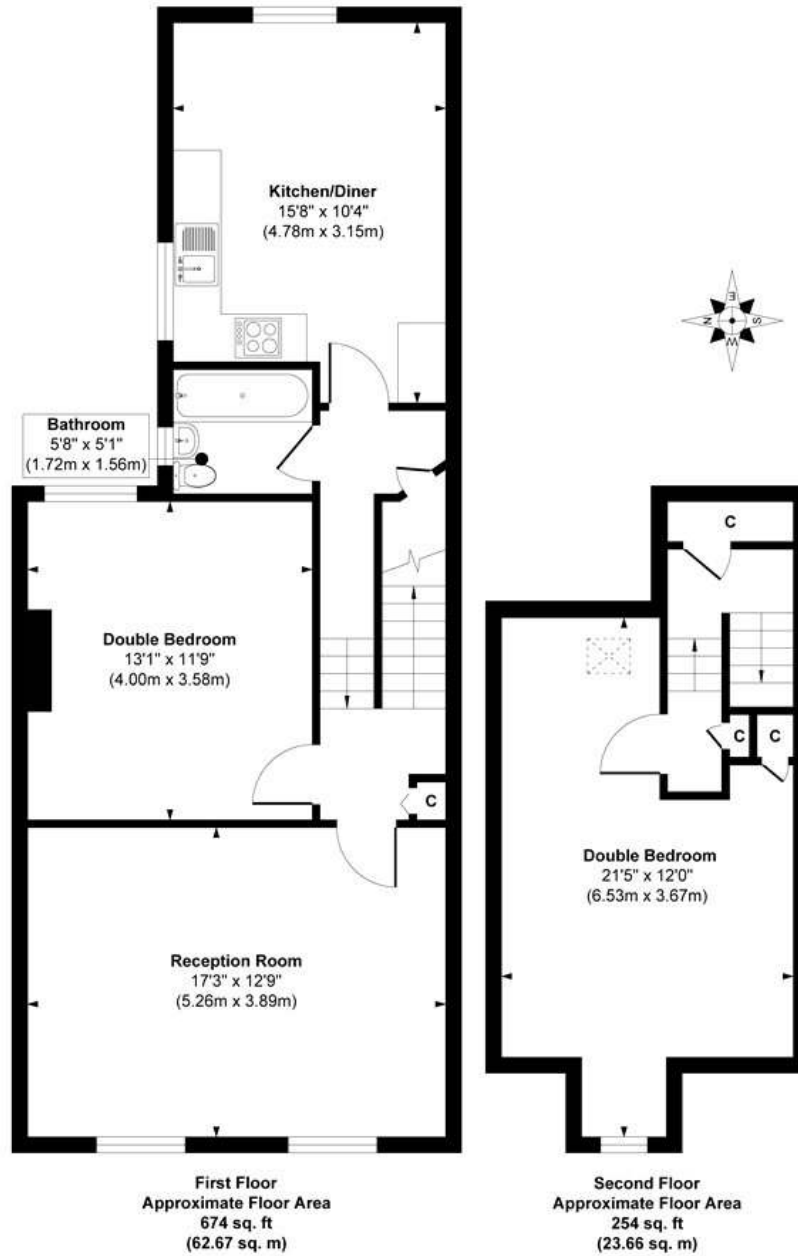 Kitchen/Diner
15'8" x 10'4"
(4.78m x 3.15m)
E
N
S
W
Bathroom
5'8" x 5'1"
(1.72m x 1.56m)
C
Double Bedroom
13'1" x 11'9"
(4.00m x 3.58m)
C
C
C
Double Bedroom
21'5" x 12'0"
(6.53m x 3.67m)
Reception Room
17'3" x 12'9"
(5.26m x 3.89m)
First Floor
Approximate Floor Area
674 sq. ft
(62.67 sq. m)
Second Floor
Approximate Floor Area
254 sq. ft
(23.66 sq. m)